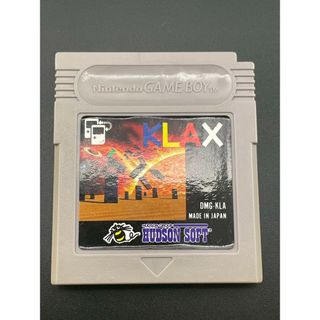 Nintendo GAME BOY
KLAX
DMG-KLA
MADE IN JAPAN
HUDSON SOFT